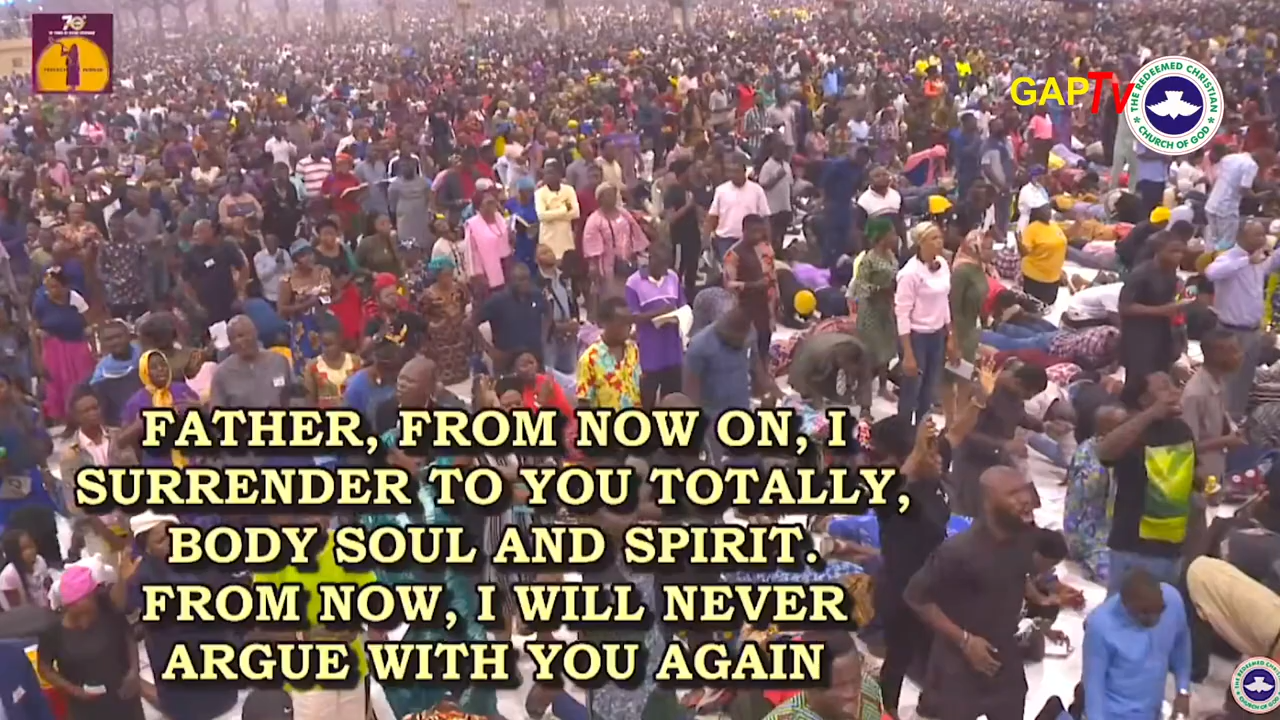 70
GAPTV
THE REDEEMED CHRISTIAN
CHURCH OF GOD
FATHER, FROM NOW ON, I
SURRENDER TO YOU TOTALLY,
BODY SOUL AND SPIRIT.
FROM NOW, I WILL NEVER
ARGUE WITH YOU AGAIN